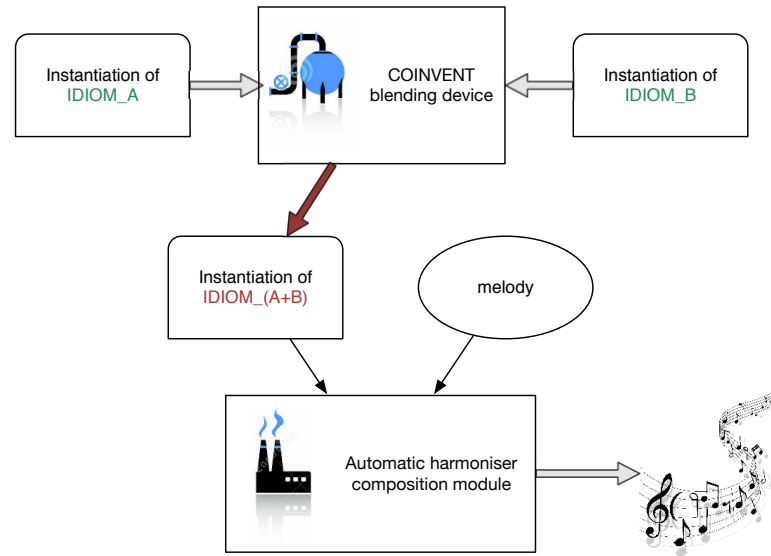 Instantiation of
IDIOM_A
COINVENT
blending device
Instantiation of
IDIOM_B
Instantiation of
IDIOM_(A+B)
melody
Automatic harmoniser
composition module